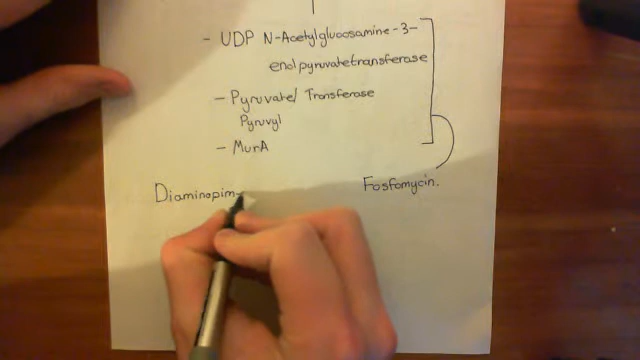 - UDP N-Acetylglucosamine-3-
enolpyruvatetransferase
- Pyruvate/ Transferase
Pyruvyl
- MurA
Diaminopim
Fosfomycin.